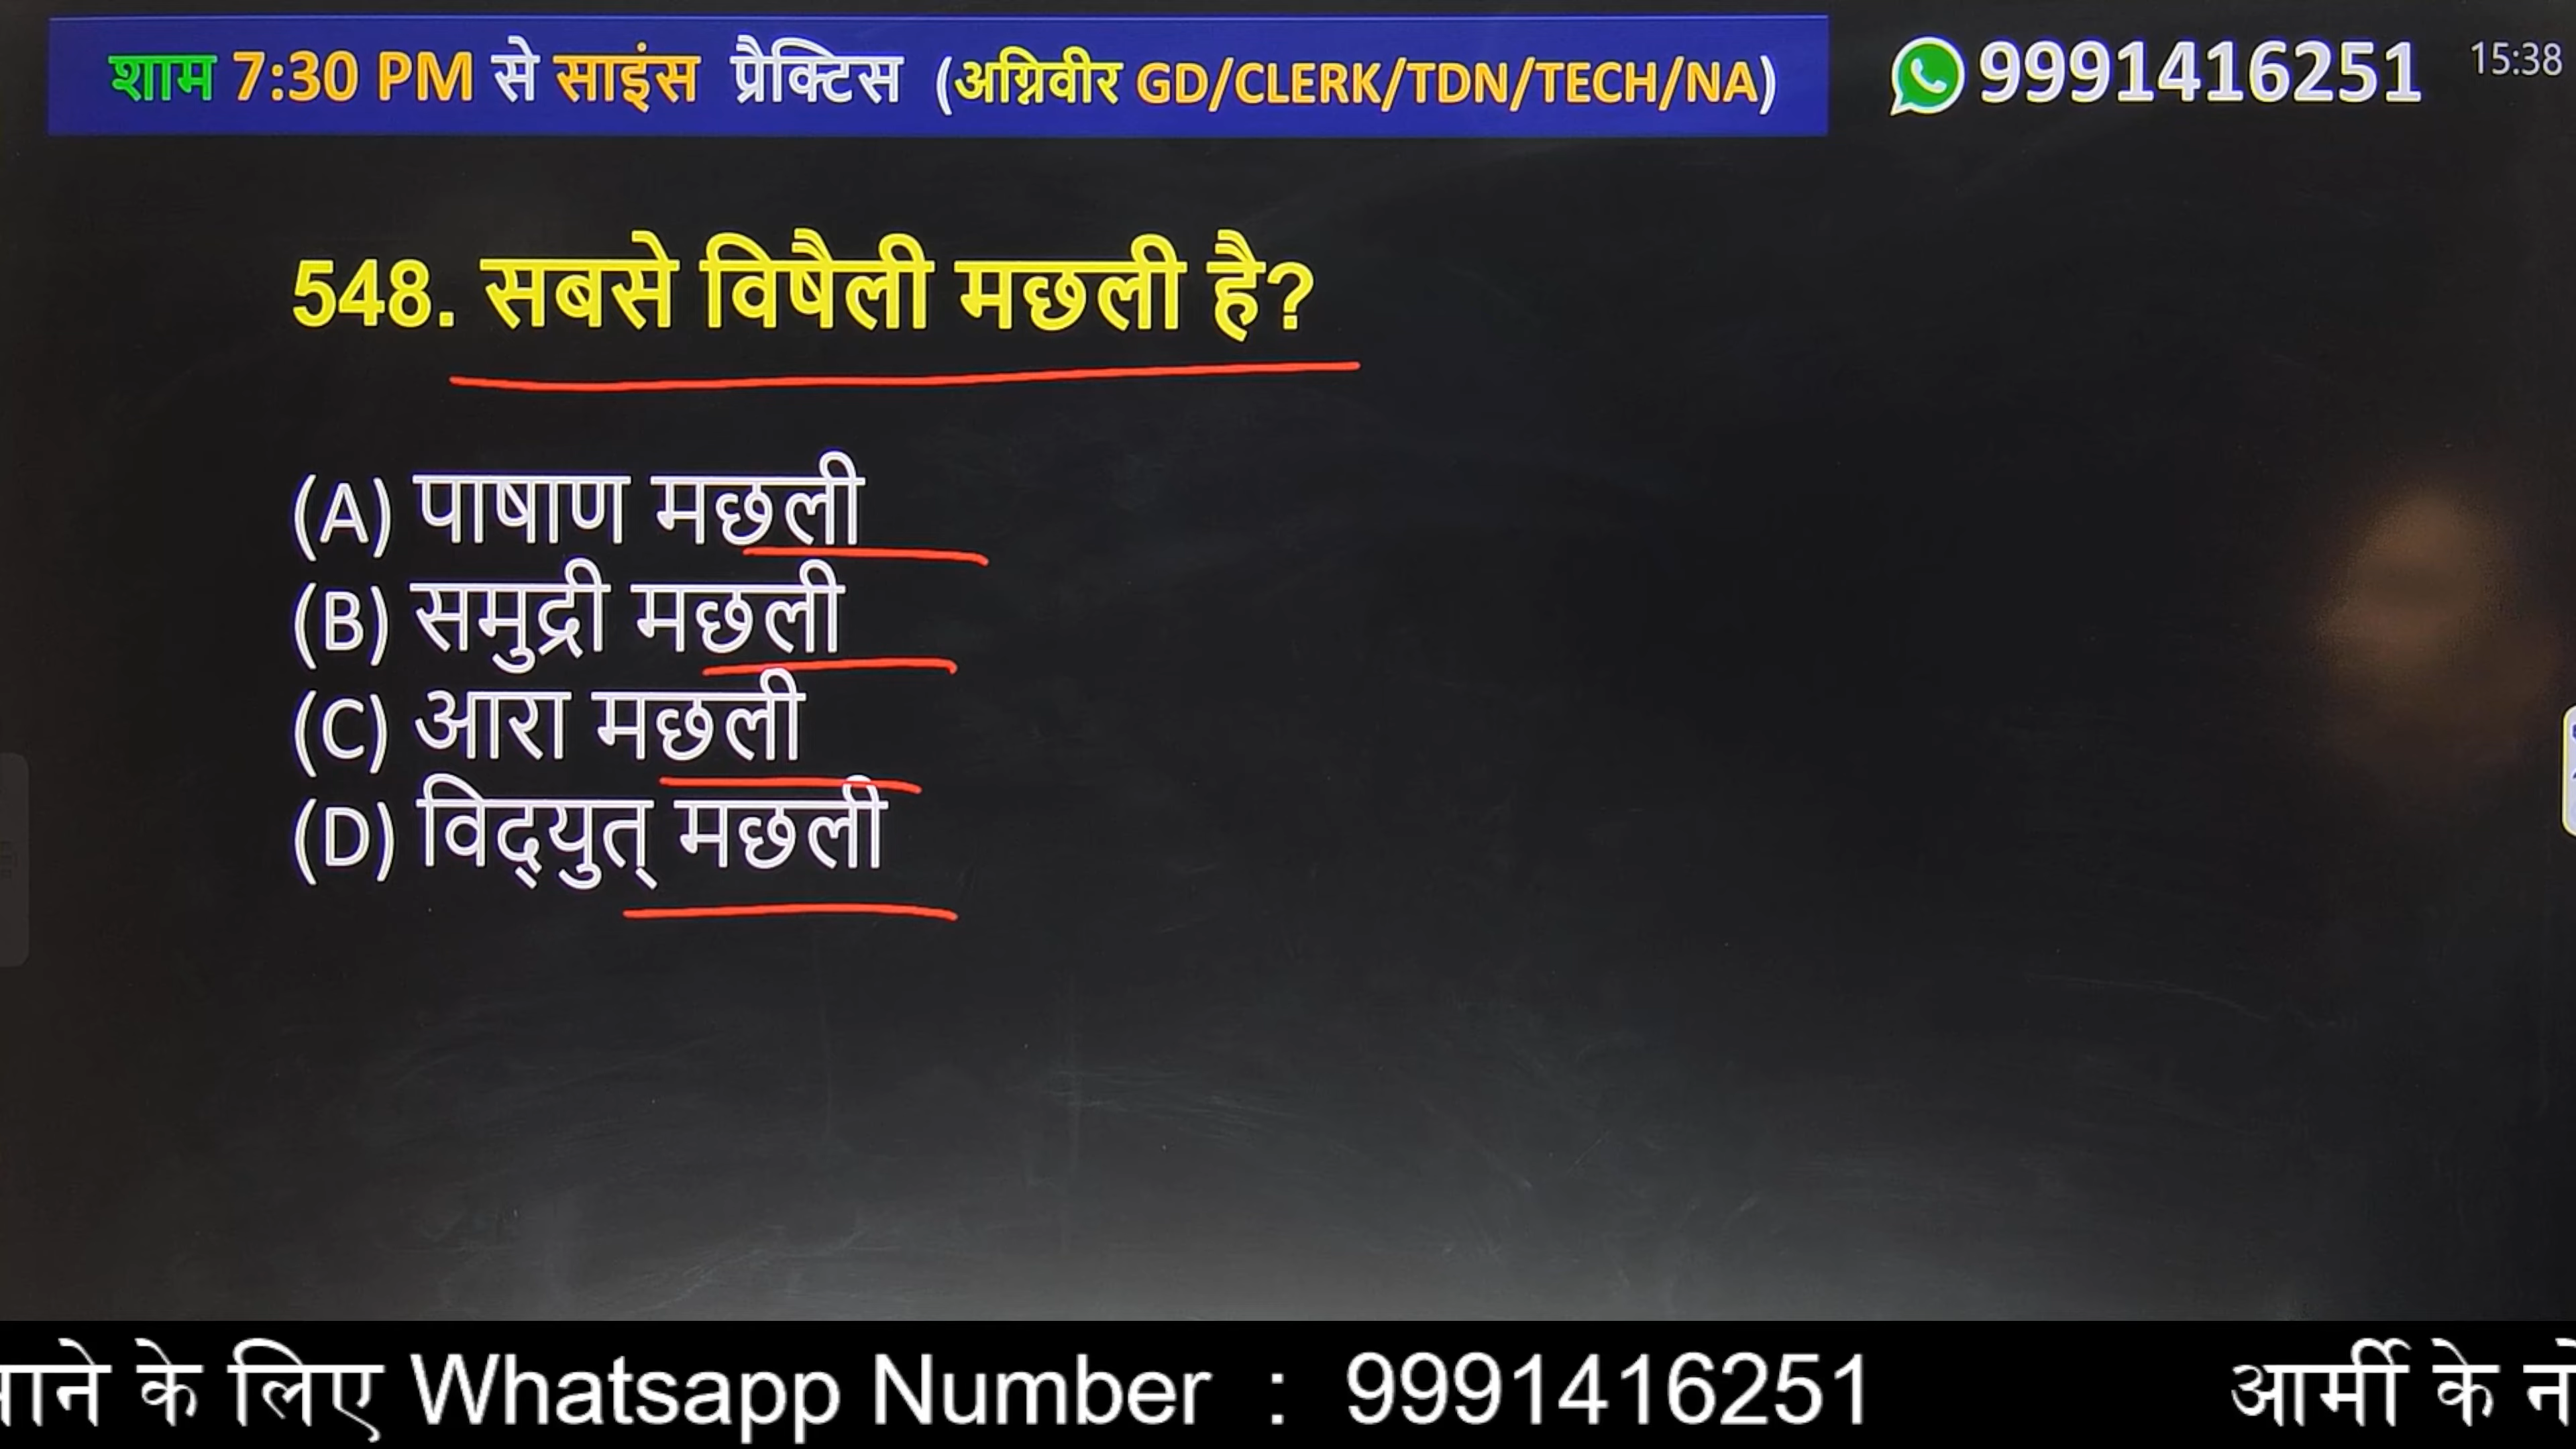 शाम 7:30 PM से साइंस प्रैक्टिस (अग्निवीर GD/CLERK/TDN/TECH/NA)
9991416251
15:38
548. सबसे विषैली मछली है?
(A) पाषाण मछली
(B) समुद्री मछली
(C) आरा मछली
(D) विद्युत् मछली
के लिए Whatsapp Number : 9991416251 आर्मी के